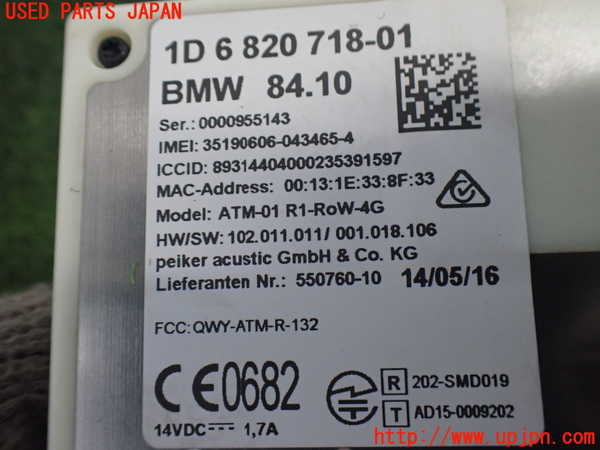 USED PARTS JAPAN
1D 6 820 718-01
BMW 84.10
Ser.: 0000955143
IMEI: 35190606-043465-4
ICCID: 89314404000235391597
MAC-Address: 00:13:1E:33:8F:33
Model: ATM-01 R1-RoW-4G
HW/SW: 102.011.011/ 001.018.106
peiker acustic GmbH & Co. KG
Lieferanten Nr.: 550760-10 14/05/16
FCC: QWY-ATM-R-132
CE0682
R 202-SMD019
T AD15-0009202
14VDC 1,7A
http://www.upjpn.com/